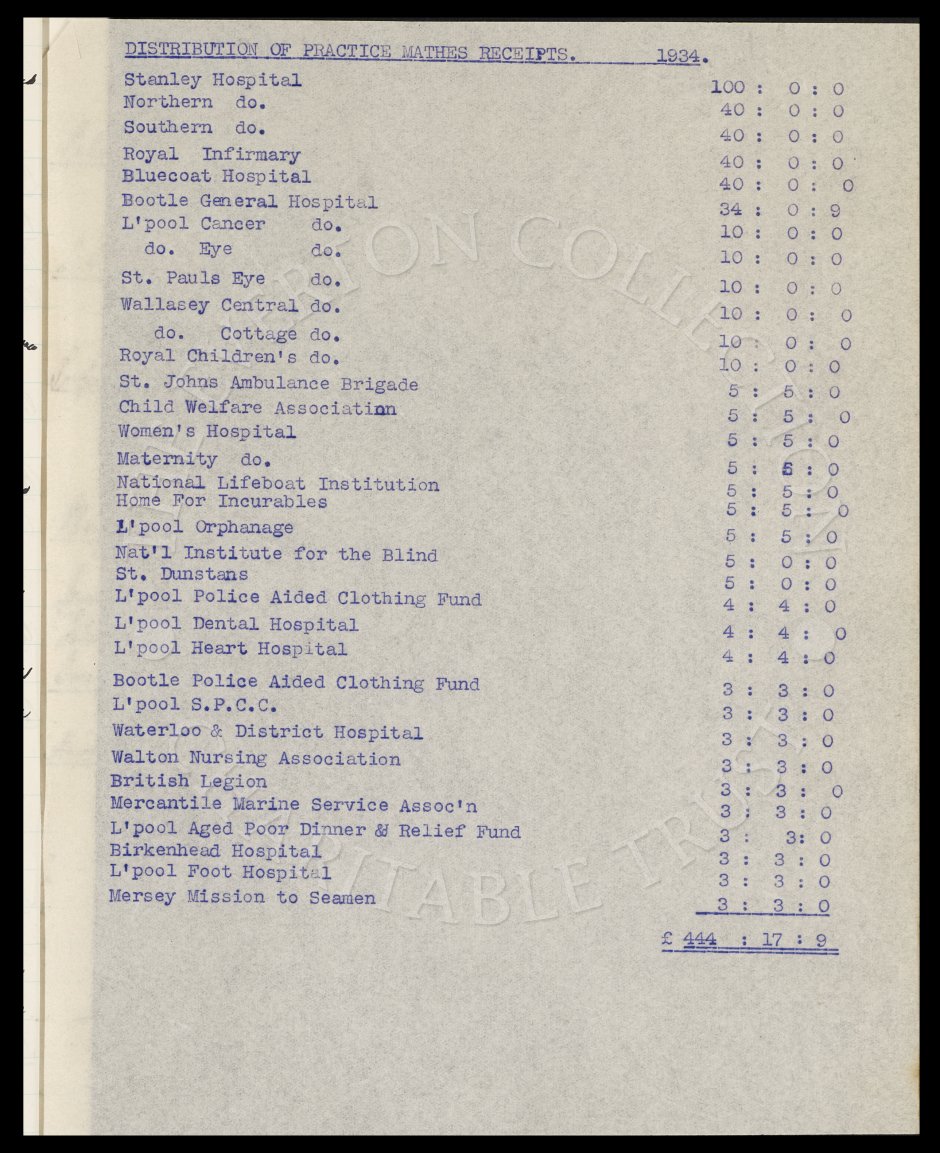 DISTRIBUTION OF PRACTICE MATHES RECEIPTS. 1934.
Stanley Hospital 100 : 0 : 0
Northern do. 40 : 0 : 0
Southern do. 40 : 0 : 0
Royal Infirmary 40 : 0 : 0
Bluecoat Hospital 40 : 0 : 0
Bootle General Hospital 34 : 0 : 9
L'pool Cancer do. 10 : 0 : 0
do. Eye do. 10 : 0 : 0
St. Pauls Eye do. 10 : 0 : 0
Wallasey Central do. 10 : 0 : 0
do. Cottage do. 10 : 0 : 0
Royal Children's do. 10 : 0 : 0
St. Johns Ambulance Brigade 5 : 5 : 0
Child Welfare Association 5 : 5 : 0
Women's Hospital 5 : 5 : 0
Maternity do. 5 : 5 : 0
National Lifeboat Institution 5 : 5 : 0
Home For Incurables 5 : 5 : 0
L'pool Orphanage 5 : 5 : 0
Nat'l Institute for the Blind 5 : 0 : 0
St. Dunstans 5 : 0 : 0
L'pool Police Aided Clothing Fund 4 : 4 : 0
L'pool Dental Hospital 4 : 4 : 0
L'pool Heart Hospital 4 : 4 : 0
Bootle Police Aided Clothing Fund 3 : 3 : 0
L'pool S.P.C.C. 3 : 3 : 0
Waterloo & District Hospital 3 : 3 : 0
Walton Nursing Association 3 : 3 : 0
British Legion 3 : 3 : 0
Mercantile Marine Service Assoc'n 3 : 3 : 0
L'pool Aged Poor Dinner & Relief Fund 3 : 3: 0
Birkenhead Hospital 3 : 3 : 0
L'pool Foot Hospital 3 : 3 : 0
Mersey Mission to Seamen 3 : 3 : 0
£ 444 : 17 : 9
COLLECTION
CHARITABLE TRUST